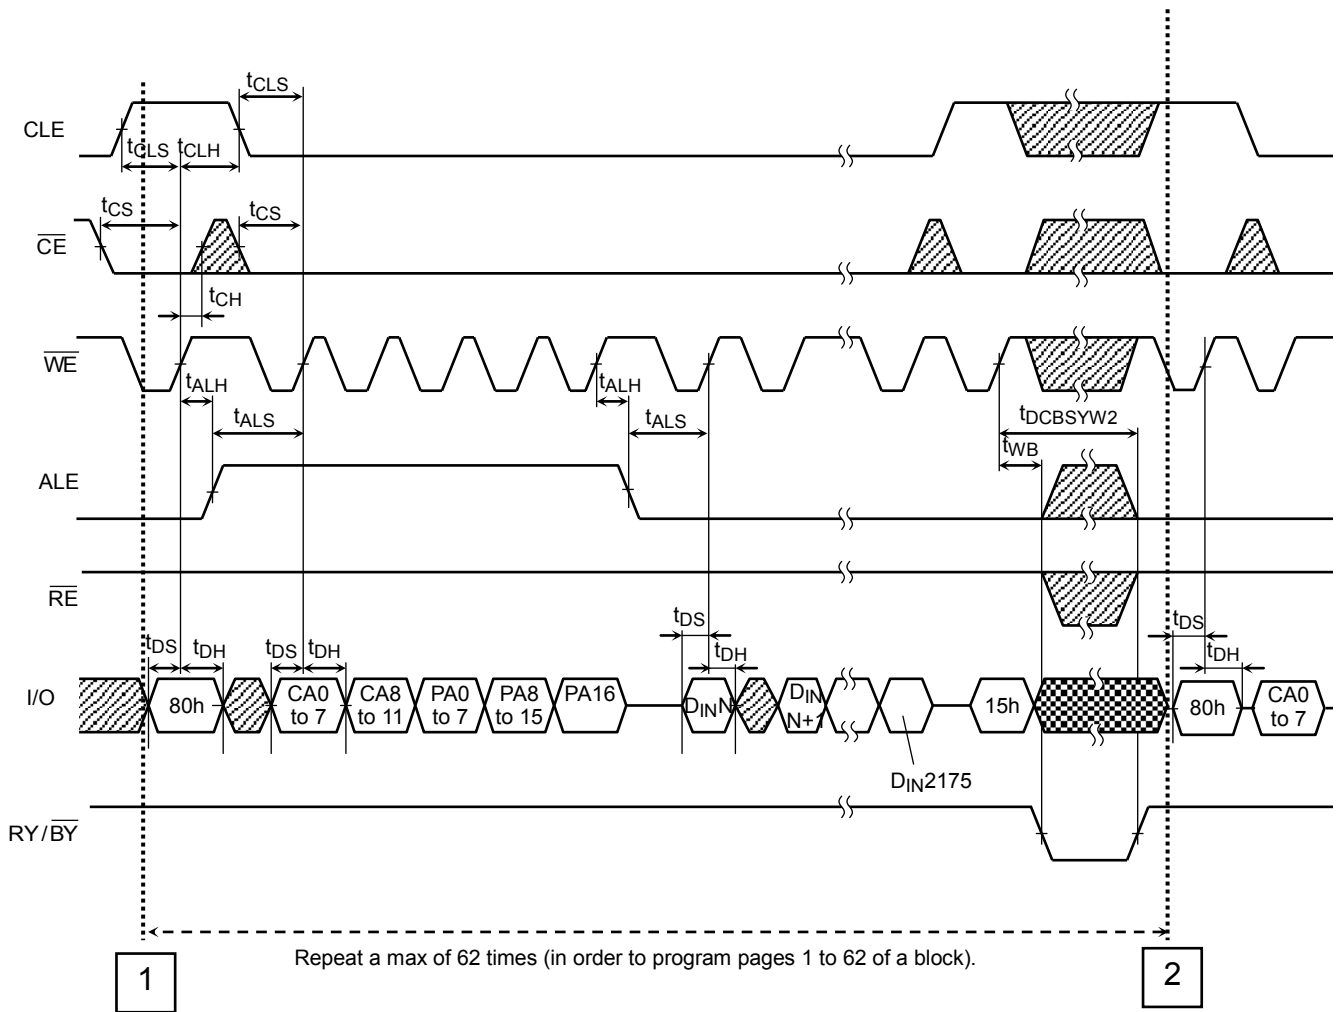 tCLS
CLE
tCLS tCLH
tCS tCS
CE
tCH
WE
tALH tALH
tALS tALS
tDCBSYW2
tWB
ALE
RE
tDS tDH tDS tDH tDS tDH tDS tDH
I/O
80h
CA0 to 7
CA8 to 11
PA0 to 7
PA8 to 15
PA16
DINN
DIN N+1
15h
80h
CA0 to 7
DIN2175
RY/BY
Repeat a max of 62 times (in order to program pages 1 to 62 of a block).
1
2